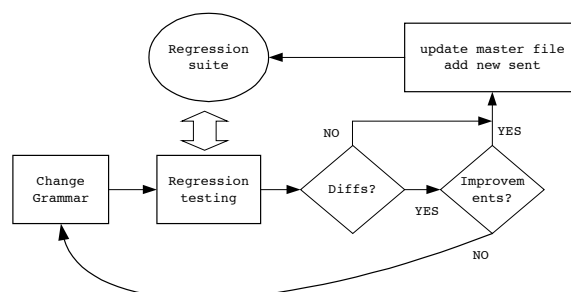 Regression
suite
update master file
add new sent
NO
YES
Change
Grammar
Regression
testing
Diffs?
YES
Improvem
ents?
NO